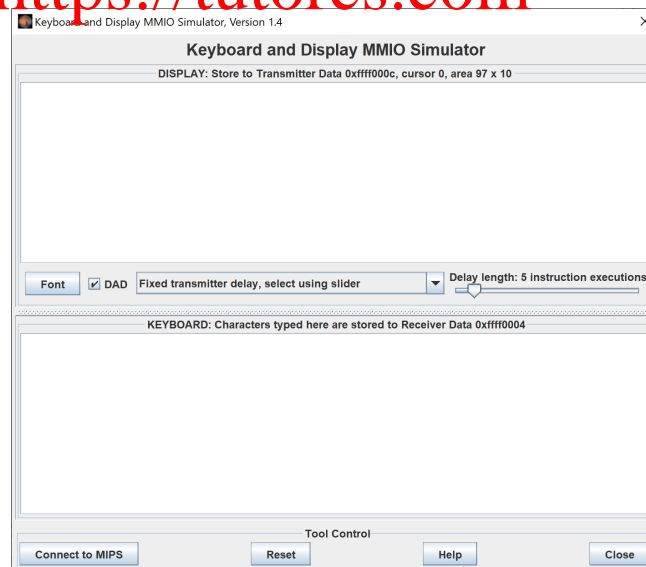 https://tutorcs.com
Keyboard and Display MMIO Simulator, Version 1.4
Keyboard and Display MMIO Simulator
DISPLAY: Store to Transmitter Data 0xffff000c, cursor 0, area 97 x 10
Font
DAD
Fixed transmitter delay, select using slider
Delay length: 5 instruction executions
KEYBOARD: Characters typed here are stored to Receiver Data 0xffff0004
Tool Control
Connect to MIPS
Reset
Help
Close